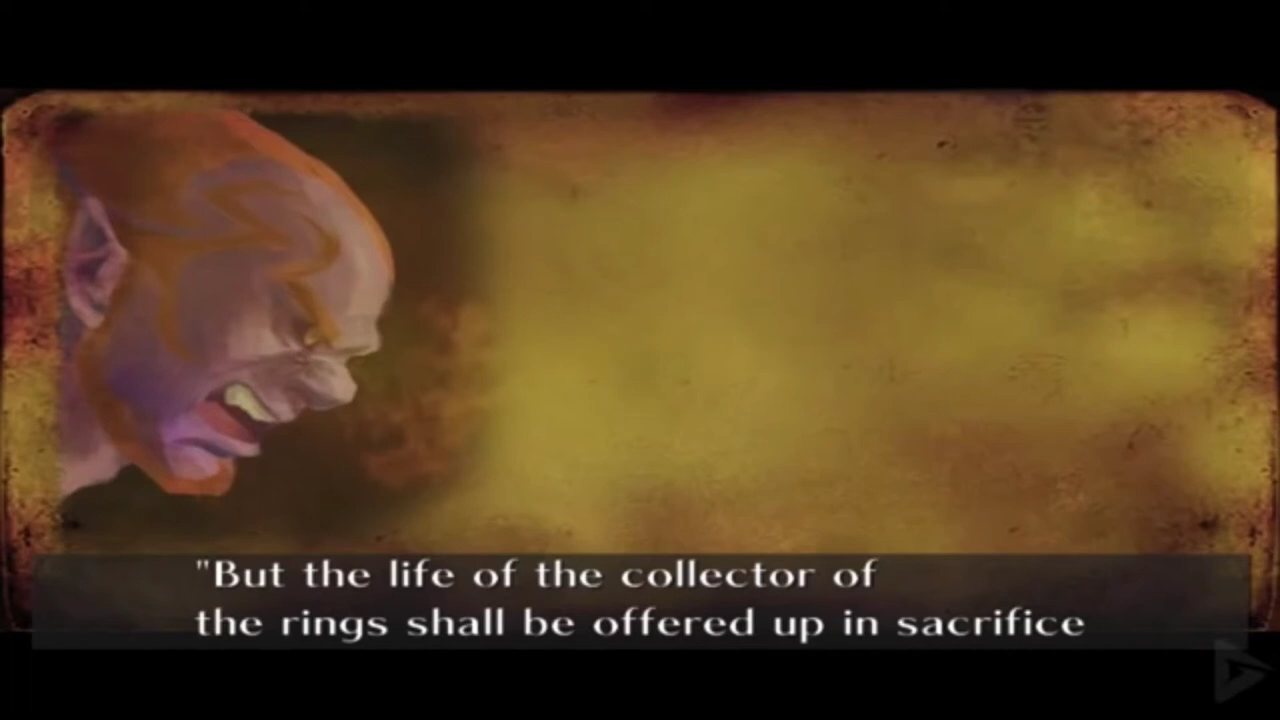 "But the life of the collector of
the rings shall be offered up in sacrifice